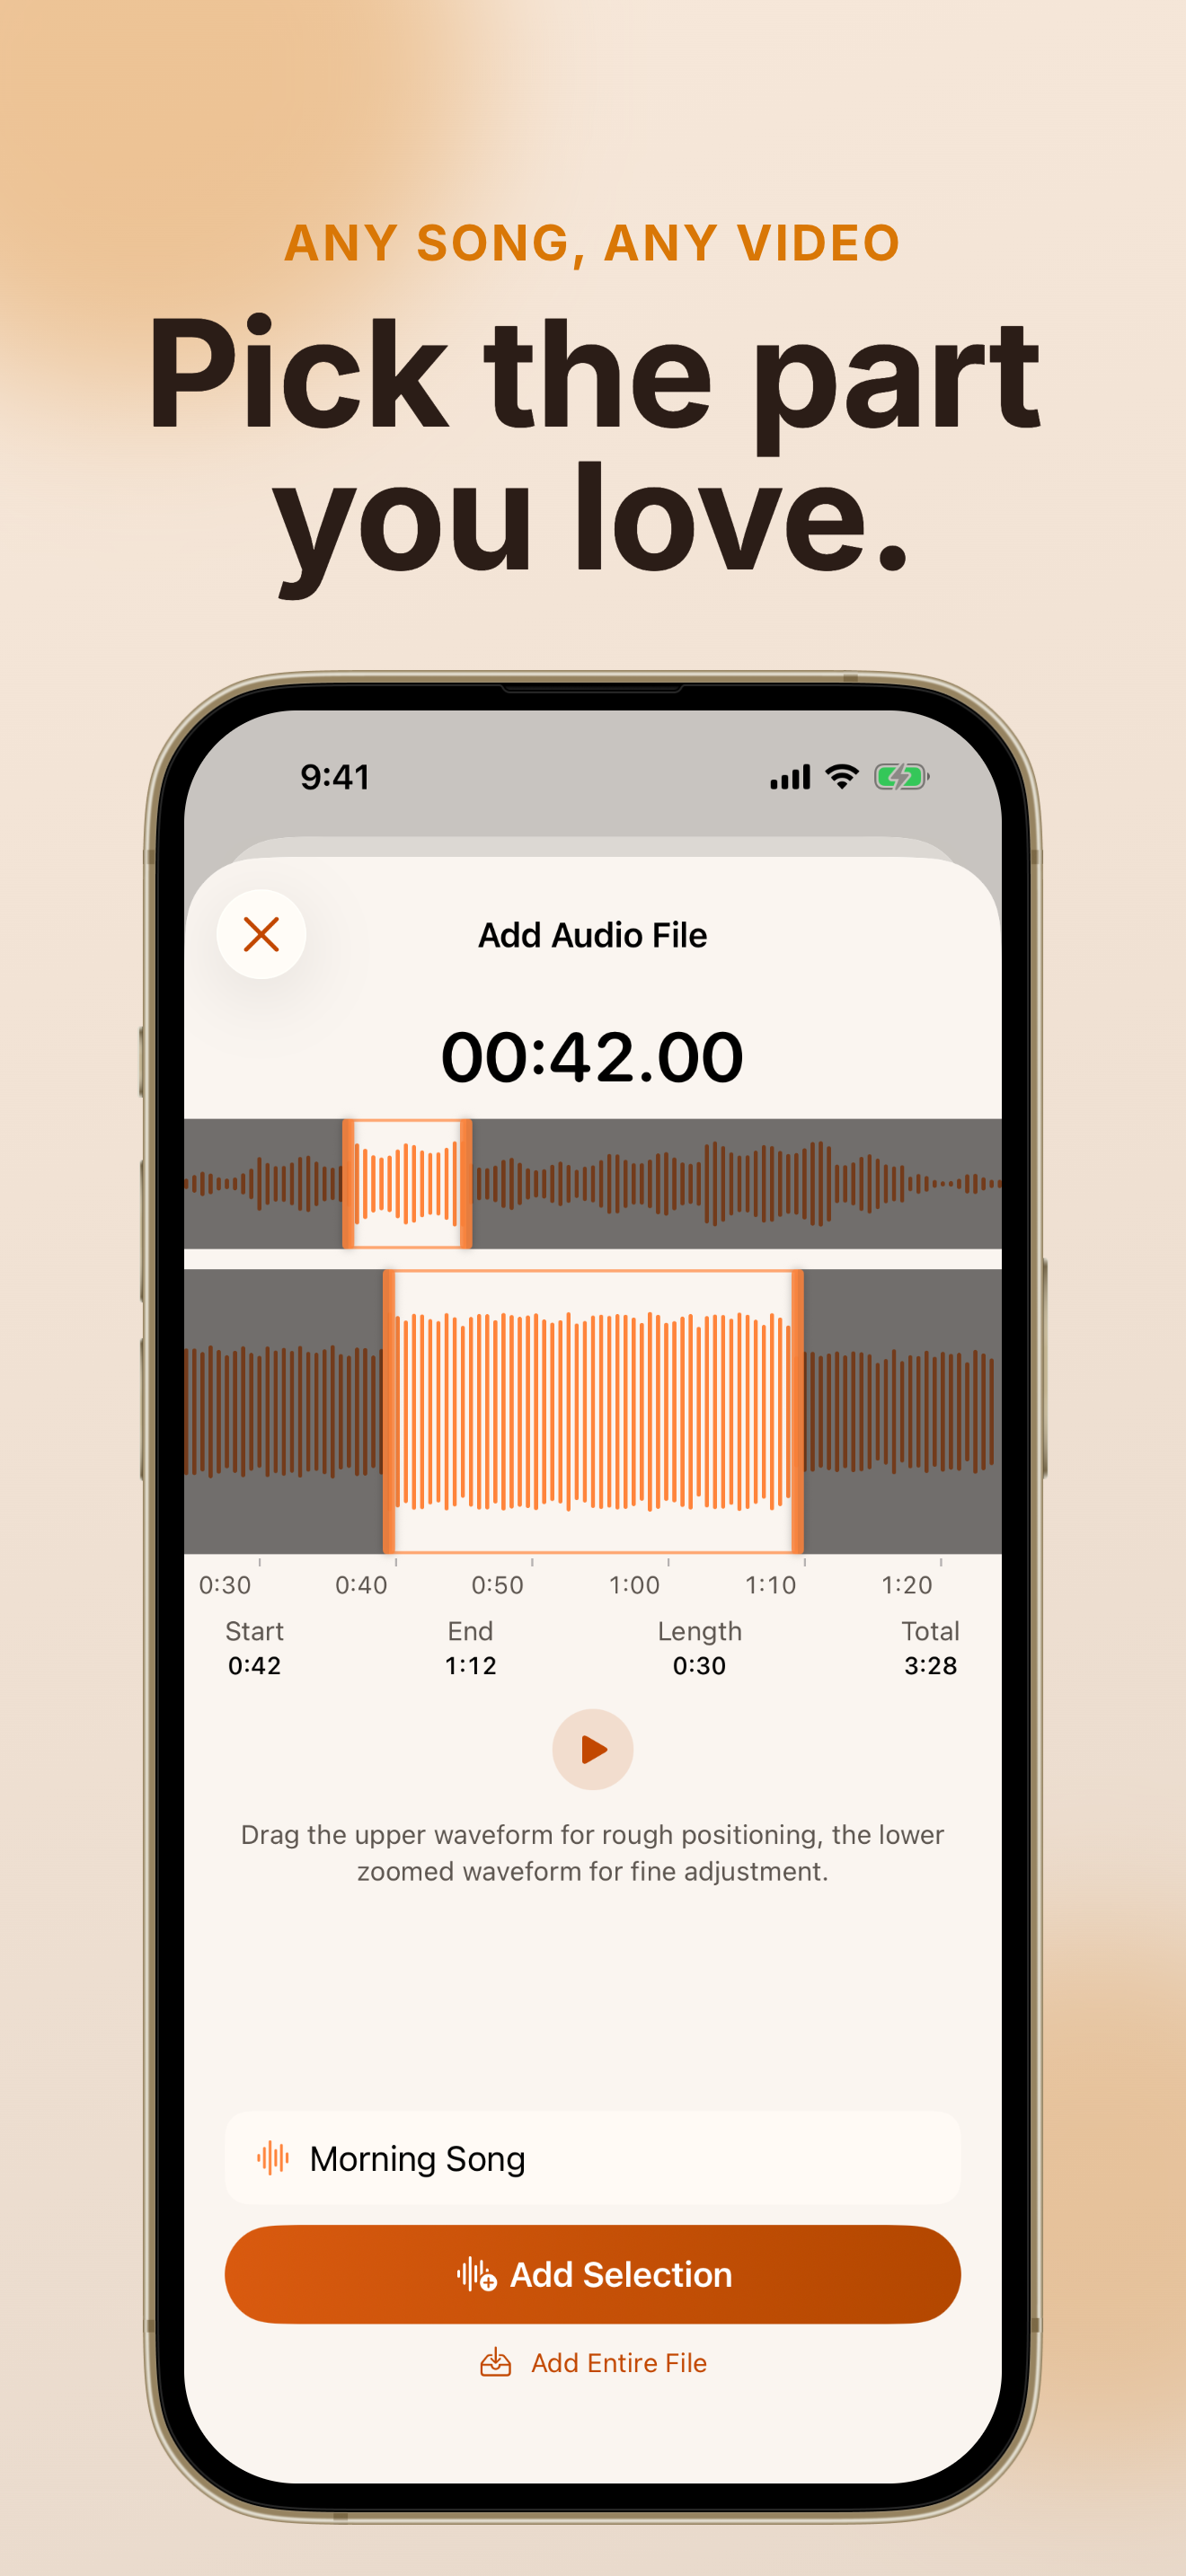 ANY SONG, ANY VIDEO
Pick the part
you love.
9:41
Add Audio File
00:42.00
0:30 0:40 0:50 1:00 1:10 1:20
Start End Length Total
0:42 1:12 0:30 3:28
Drag the upper waveform for rough positioning, the lower
zoomed waveform for fine adjustment.
Morning Song
Add Selection
Add Entire File